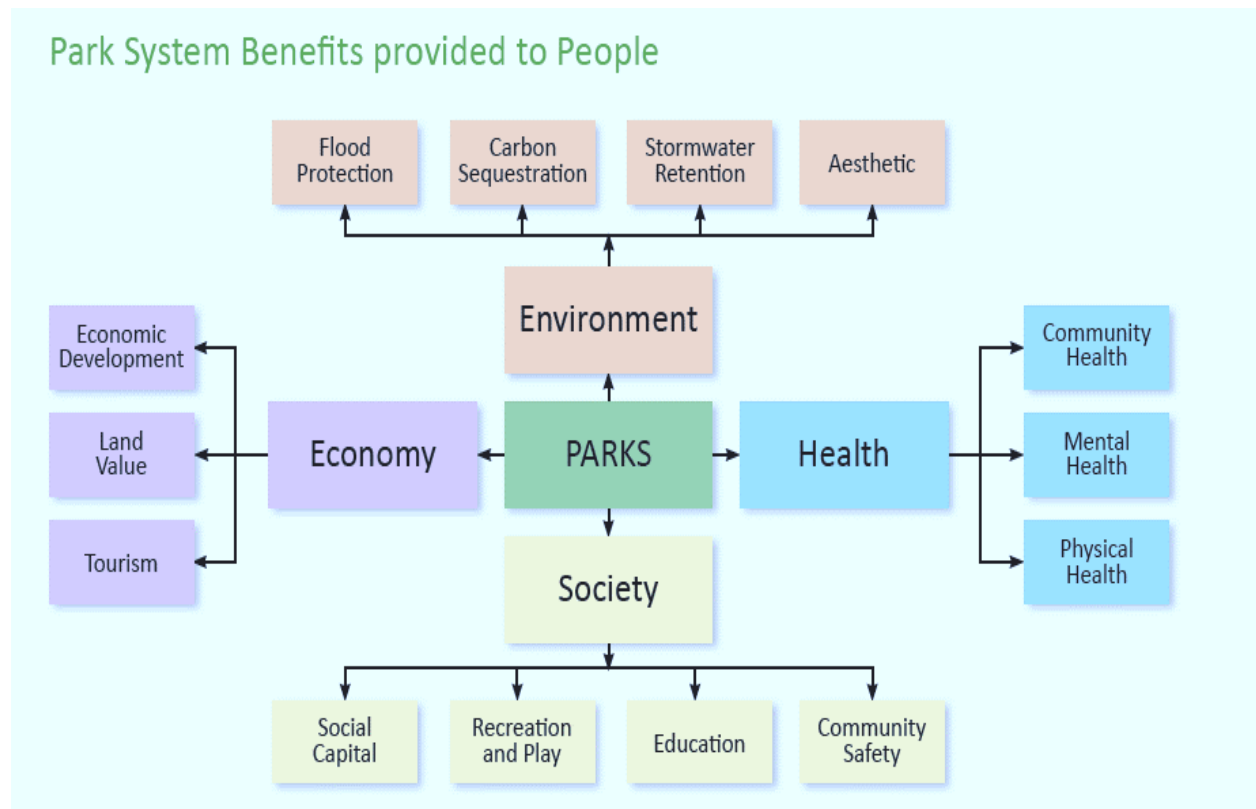 Park System Benefits provided to People
Flood
Protection
Carbon
Sequestration
Stormwater
Retention
Aesthetic
Environment
Economic
Development
Land
Value
Tourism
Economy
PARKS
Health
Community
Health
Mental
Health
Physical
Health
Society
Social
Capital
Recreation
and Play
Education
Community
Safety